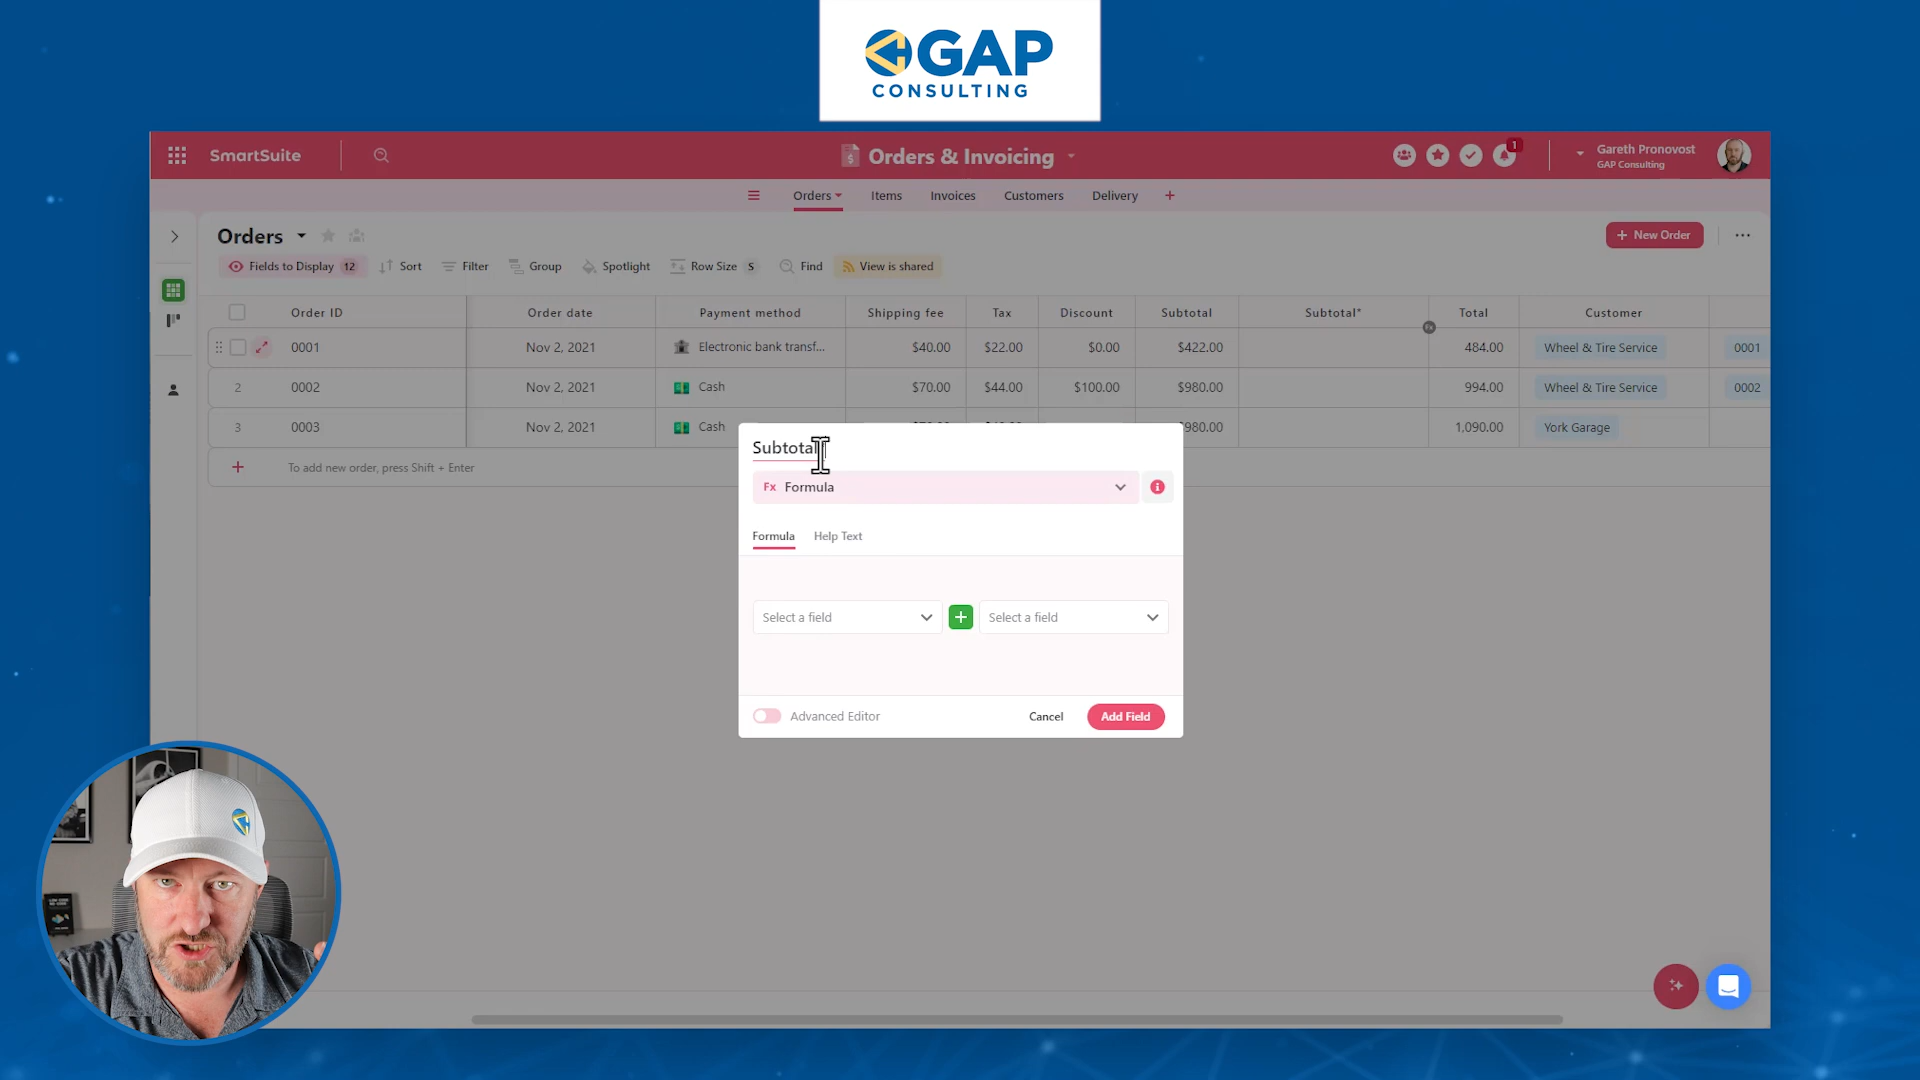 GAP
CONSULTING
SmartSuite
Orders & Invoicing
1
Gareth Pronovost
GAP Consulting
Orders
Items
Invoices
Customers
Delivery
Orders
New Order
Fields to Display 12
Sort
Filter
Group
Spotlight
Row Size S
Find
View is shared
Order ID Order date Payment method Shipping fee Tax Discount Subtotal Subtotal* Total Customer
0001 Nov 2, 2021 Electronic bank transf... $40.00 $22.00 $0.00 $422.00 484.00 Wheel & Tire Service 0001
2 0002 Nov 2, 2021 Cash $70.00 $44.00 $100.00 $980.00 994.00 Wheel & Tire Service 0002
3 0003 Nov 2, 2021 Cash 1,090.00 York Garage
To add new order, press Shift + Enter
Subtotal
Fx Formula
Formula Help Text
Select a field + Select a field
Advanced Editor Cancel Add Field